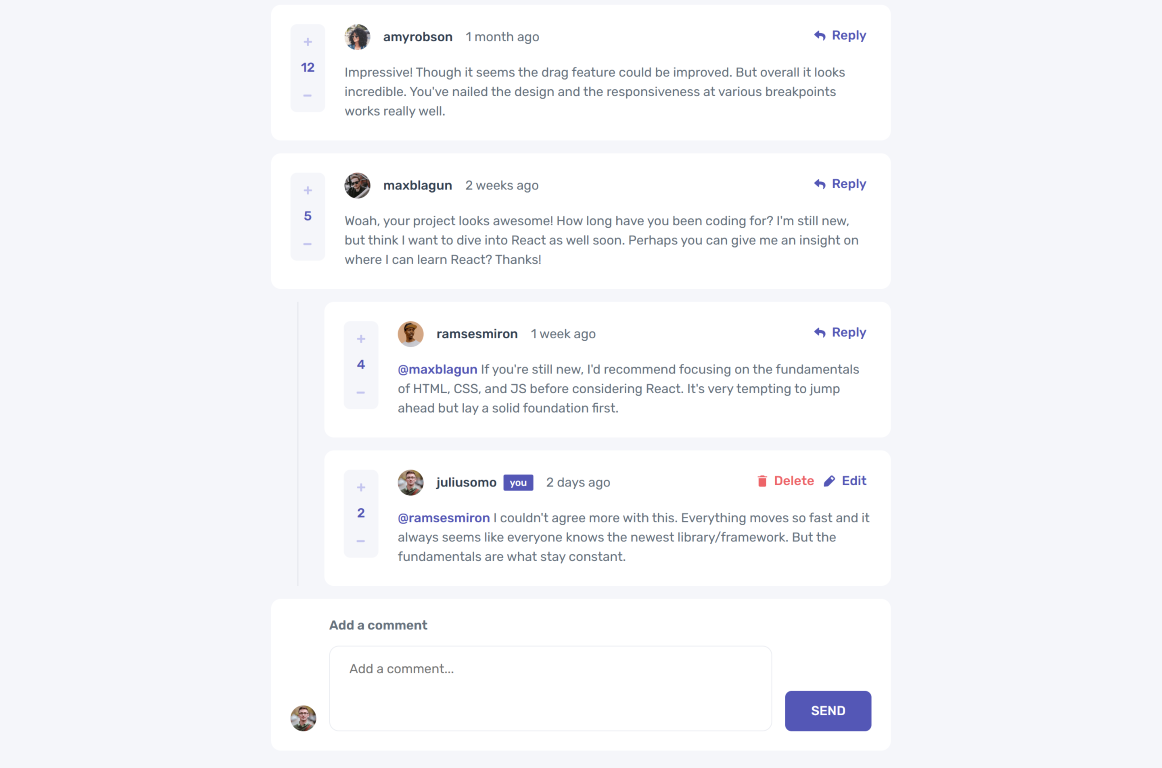 +
12
−
amyrobson 1 month ago
Reply
Impressive! Though it seems the drag feature could be improved. But overall it looks
incredible. You've nailed the design and the responsiveness at various breakpoints
works really well.
+
5
−
maxblagun 2 weeks ago
Reply
Woah, your project looks awesome! How long have you been coding for? I'm still new,
but think I want to dive into React as well soon. Perhaps you can give me an insight on
where I can learn React? Thanks!
+
4
−
ramsesmiron 1 week ago
Reply
@maxblagun If you're still new, I'd recommend focusing on the fundamentals
of HTML, CSS, and JS before considering React. It's very tempting to jump
ahead but lay a solid foundation first.
+
2
−
juliusomo you 2 days ago
Delete Edit
@ramsesmiron I couldn't agree more with this. Everything moves so fast and it
always seems like everyone knows the newest library/framework. But the
fundamentals are what stay constant.
Add a comment
Add a comment...
SEND